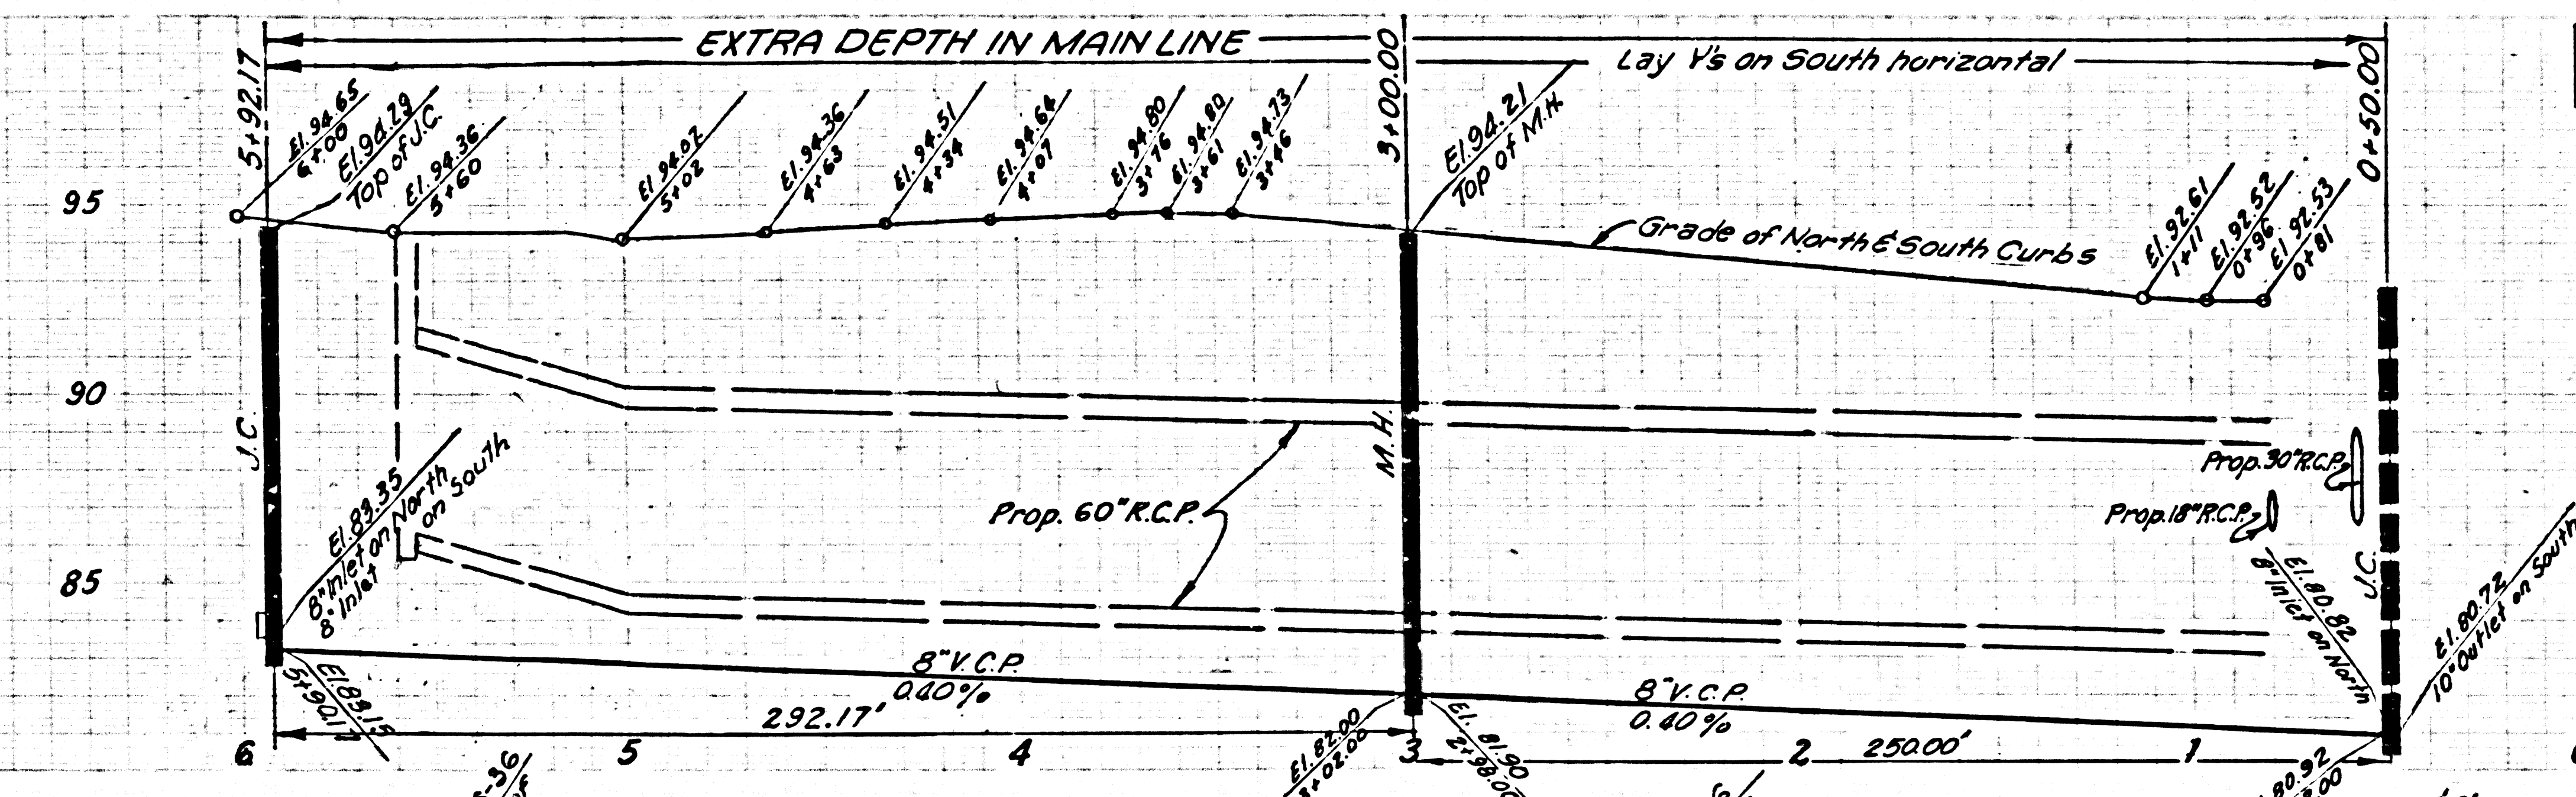 EXTRA DEPTH IN MAIN LINE
Lay Y's on South horizontal
5+92.17
3+00.00
0+50.00
El. 94.65
6+00
El. 94.29
Top of J.C.
El. 94.36
5+60
El. 94.02
5+02
El. 94.36
4+63
El. 94.51
4+34
El. 94.64
4+07
El. 94.80
3+76
El. 94.80
3+61
El. 94.73
3+46
El. 94.21
Top of M.H.
Grade of North & South Curbs
El. 92.61
1+11
El. 92.52
0+96
El. 92.53
0+81
95
90
85
J.C.
M.H.
J.C.
El. 83.35
8" Inlet on North
8" Inlet on South
Prop. 60" R.C.P.
Prop. 30" R.C.P.
Prop. 18" R.C.P.
El. 80.82
8" Inlet on North
El. 80.72
10" Outlet on South
El. 83.15
5+90.17
8" V.C.P.
0.40%
292.17'
8" V.C.P.
0.40%
250.00'
6
5
4
3
2
1
El. 82.00
3+02.00
El. 81.90
2+98.00
80.92